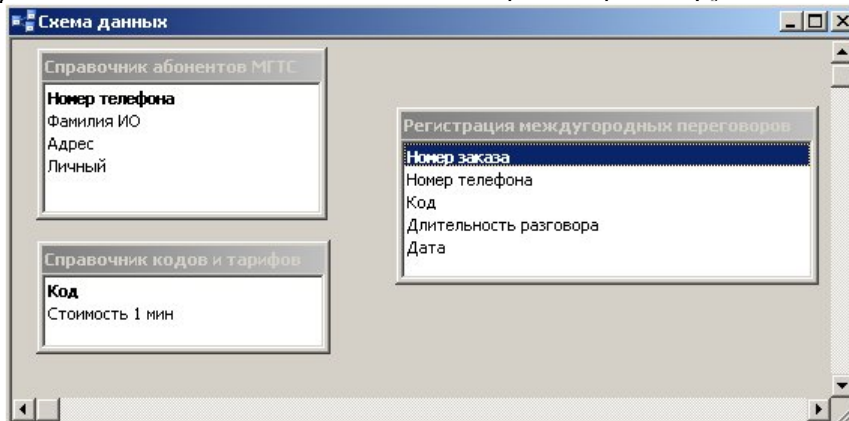 Схема данных
Справочник абонентов МГТС
Номер телефона
Фамилия ИО
Адрес
Личный
Справочник кодов и тарифов
Код
Стоимость 1 мин
Регистрация междугородных переговоров
Номер заказа
Номер телефона
Код
Длительность разговора
Дата